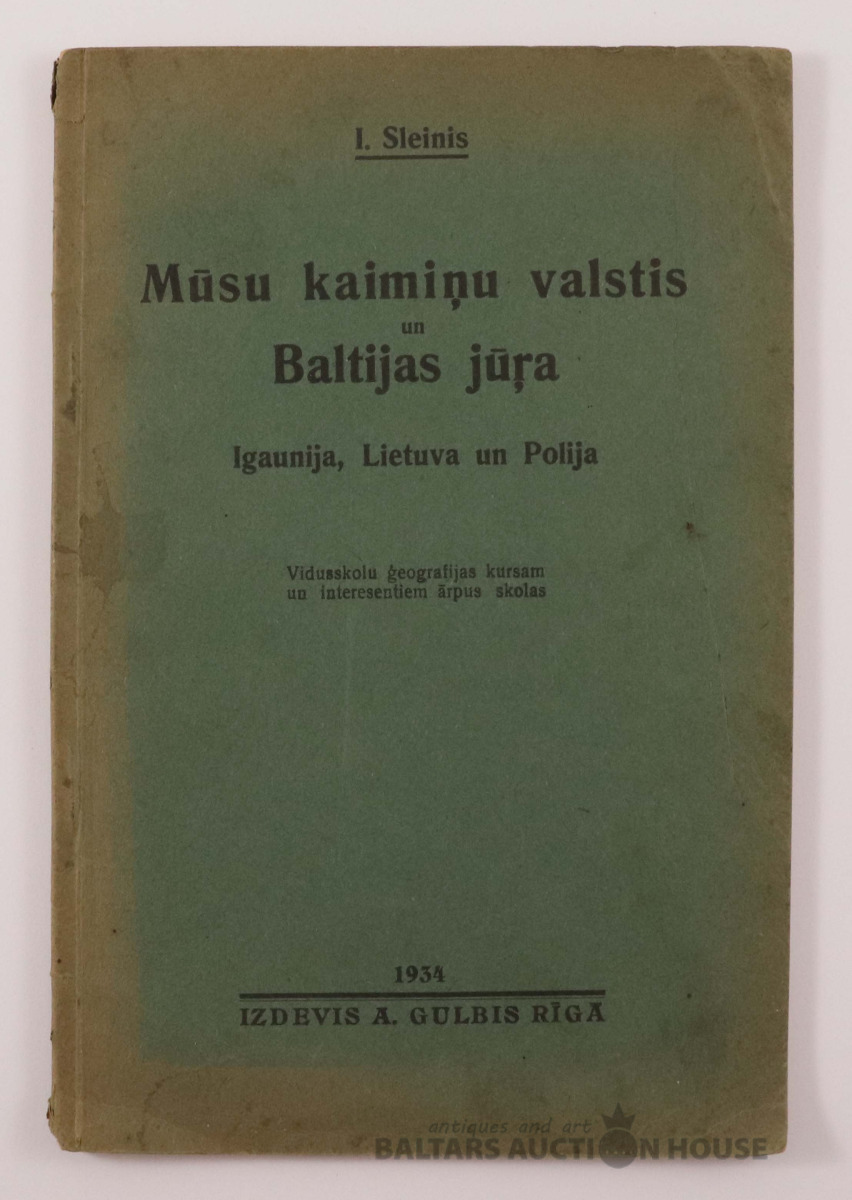 I. Sleinis
Mūsu kaimiņu valstis
un
Baltijas jūŗa
Igaunija, Lietuva un Polija
Vidusskolu ģeografijas kursam
un interesentiem ārpus skolas
1934
IZDEVIS A. GULBIS RĪGĀ
antiques and art
BALTARS AUCTION HOUSE